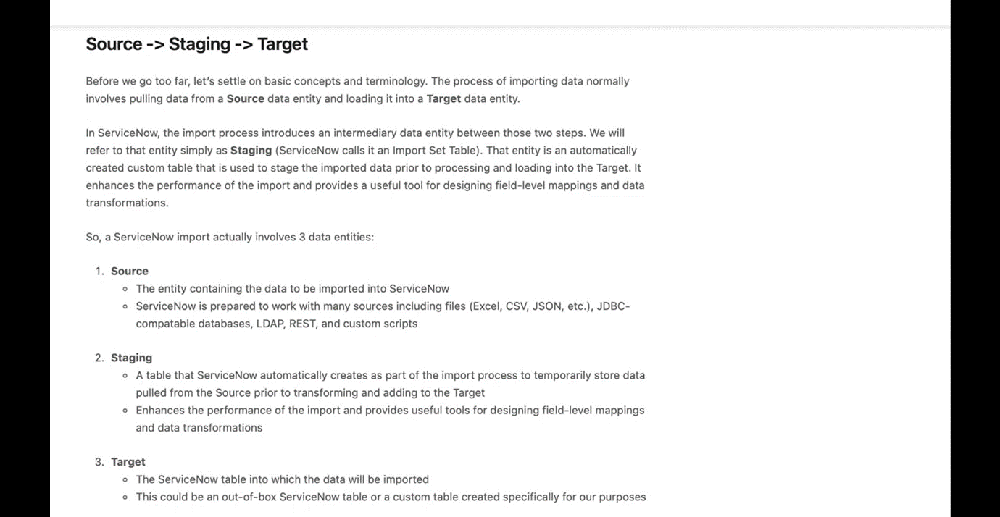 Source -> Staging -> Target
Before we go too far, let's settle on basic concepts and terminology. The process of importing data normally
involves pulling data from a Source data entity and loading it into a Target data entity.
In ServiceNow, the import process introduces an intermediary data entity between those two steps. We will
refer to that entity simply as Staging (ServiceNow calls it an Import Set Table). That entity is an automatically
created custom table that is used to stage the imported data prior to processing and loading into the Target. It
enhances the performance of the import and provides a useful tool for designing field-level mappings and data
transformations.
So, a ServiceNow import actually involves 3 data entities:
1. Source
◦ The entity containing the data to be imported into ServiceNow
◦ ServiceNow is prepared to work with many sources including files (Excel, CSV, JSON, etc.), JDBC-
compatable databases, LDAP, REST, and custom scripts
2. Staging
◦ A table that ServiceNow automatically creates as part of the import process to temporarily store data
pulled from the Source prior to transforming and adding to the Target
◦ Enhances the performance of the import and provides useful tools for designing field-level mappings
and data transformations
3. Target
◦ The ServiceNow table into which the data will be imported
◦ This could be an out-of-box ServiceNow table or a custom table created specifically for our purposes